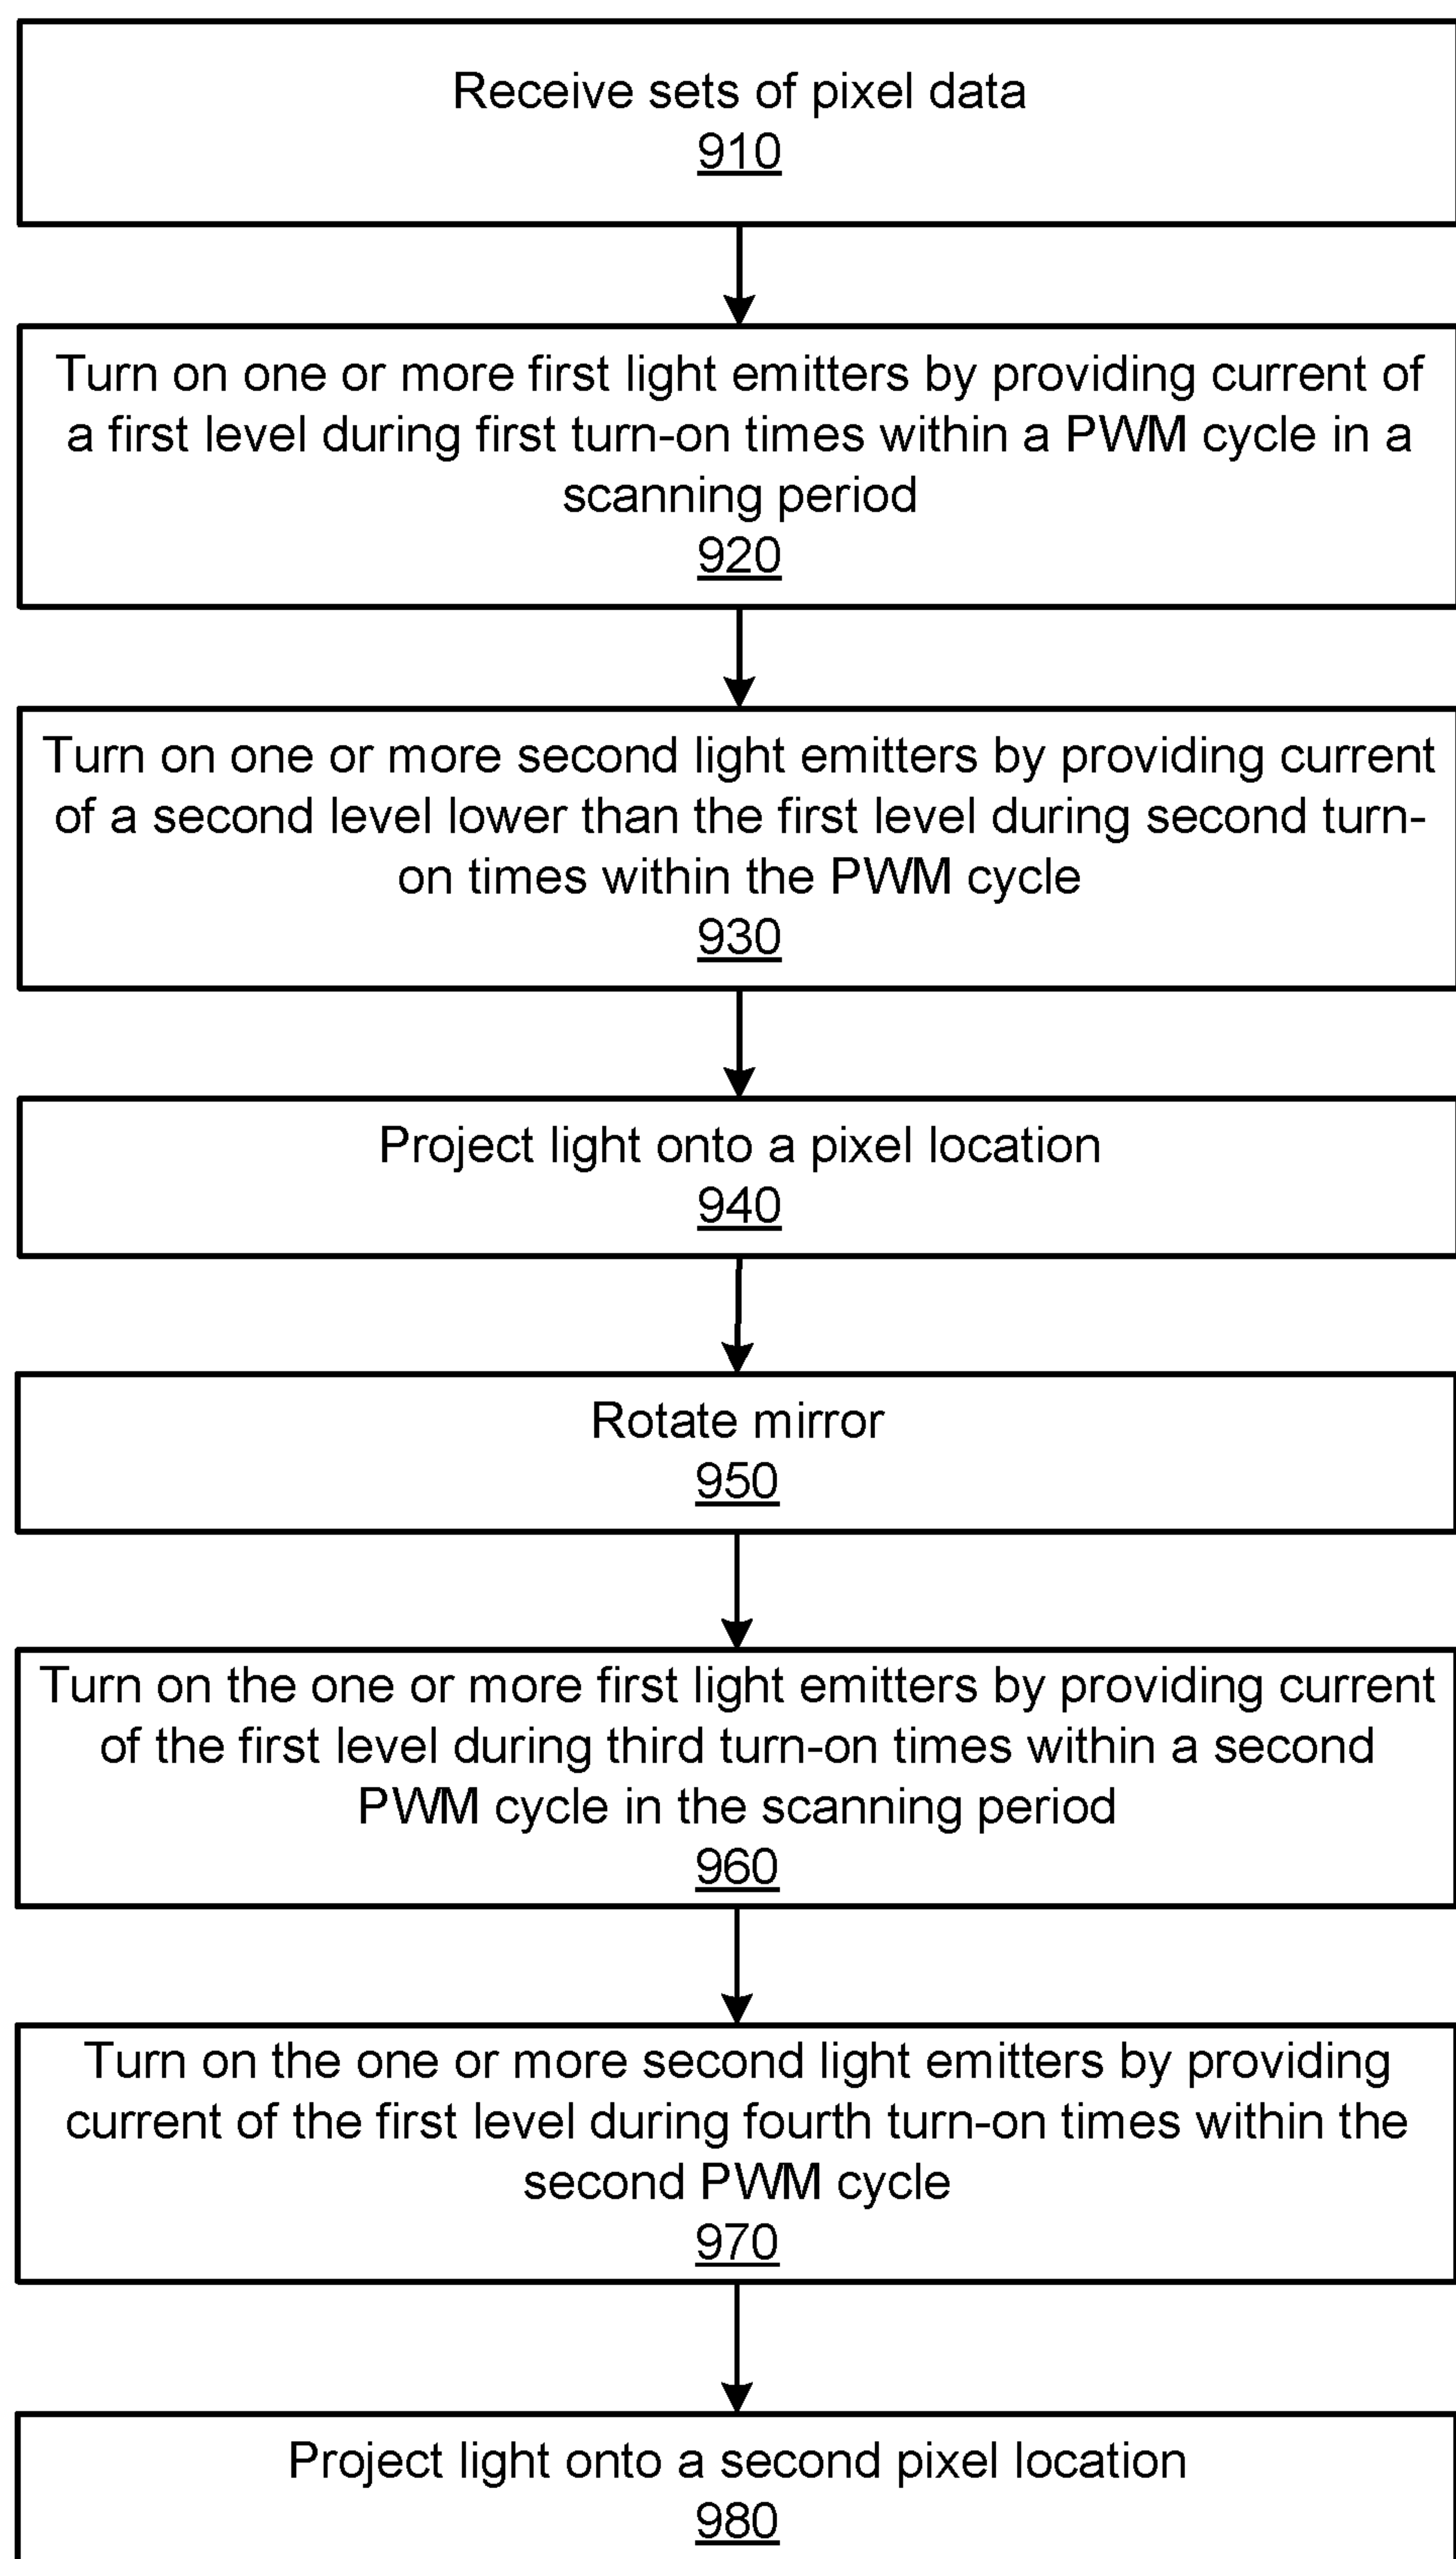 Receive sets of pixel data
910
Turn on one or more first light emitters by providing current of
a first level during first turn-on times within a PWM cycle in a
scanning period
920
Turn on one or more second light emitters by providing current
of a second level lower than the first level during second turn-
on times within the PWM cycle
930
Project light onto a pixel location
940
Rotate mirror
950
Turn on the one or more first light emitters by providing current
of the first level during third turn-on times within a second
PWM cycle in the scanning period
960
Turn on the one or more second light emitters by providing
current of the first level during fourth turn-on times within the
second PWM cycle
970
Project light onto a second pixel location
980